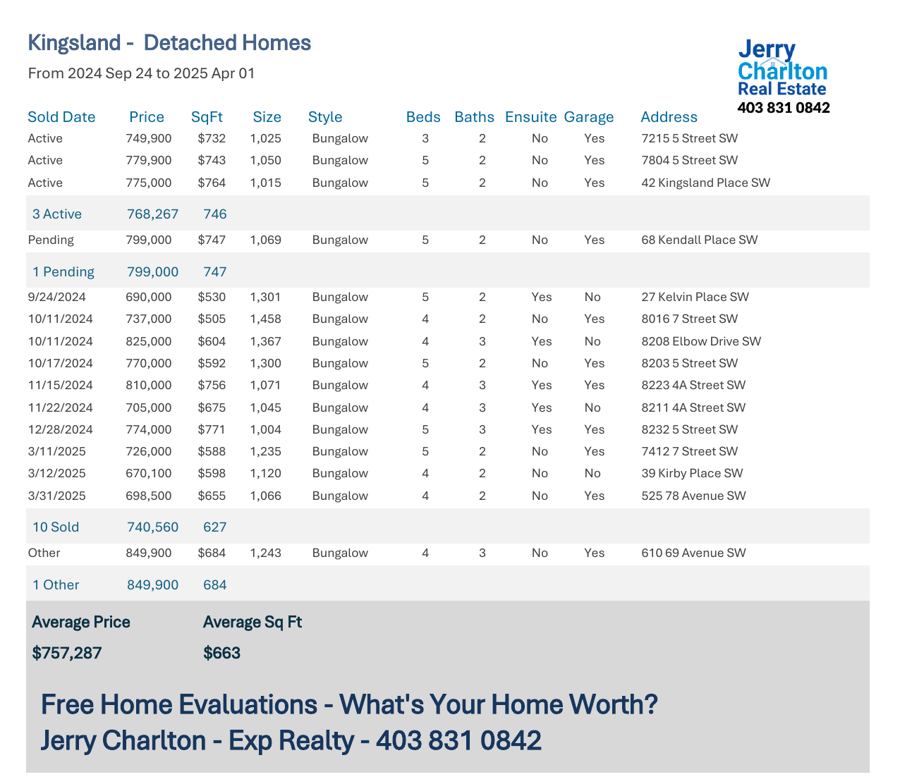 Kingsland - Detached Homes
From 2024 Sep 24 to 2025 Apr 01
Jerry
Charlton
Real Estate
403 831 0842
Sold Date Price SqFt Size Style Beds Baths Ensuite Garage Address
Active 749,900 $732 1,025 Bungalow 3 2 No Yes 7215 5 Street SW
Active 779,900 $743 1,050 Bungalow 5 2 No Yes 7804 5 Street SW
Active 775,000 $764 1,015 Bungalow 5 2 No Yes 42 Kingsland Place SW
3 Active 768,267 746
Pending 799,000 $747 1,069 Bungalow 5 2 No Yes 68 Kendall Place SW
1 Pending 799,000 747
9/24/2024 690,000 $530 1,301 Bungalow 5 2 Yes No 27 Kelvin Place SW
10/11/2024 737,000 $505 1,458 Bungalow 4 2 No Yes 8016 7 Street SW
10/11/2024 825,000 $604 1,367 Bungalow 4 3 Yes No 8208 Elbow Drive SW
10/17/2024 770,000 $592 1,300 Bungalow 5 2 No Yes 8203 5 Street SW
11/15/2024 810,000 $756 1,071 Bungalow 4 3 Yes Yes 8223 4A Street SW
11/22/2024 705,000 $675 1,045 Bungalow 4 3 Yes No 8211 4A Street SW
12/28/2024 774,000 $771 1,004 Bungalow 5 3 Yes Yes 8232 5 Street SW
3/11/2025 726,000 $588 1,235 Bungalow 5 2 No Yes 7412 7 Street SW
3/12/2025 670,100 $598 1,120 Bungalow 4 2 No No 39 Kirby Place SW
3/31/2025 698,500 $655 1,066 Bungalow 4 2 No Yes 525 78 Avenue SW
10 Sold 740,560 627
Other 849,900 $684 1,243 Bungalow 4 3 No Yes 610 69 Avenue SW
1 Other 849,900 684
Average Price Average Sq Ft
$757,287 $663
Free Home Evaluations - What's Your Home Worth?
Jerry Charlton - Exp Realty - 403 831 0842